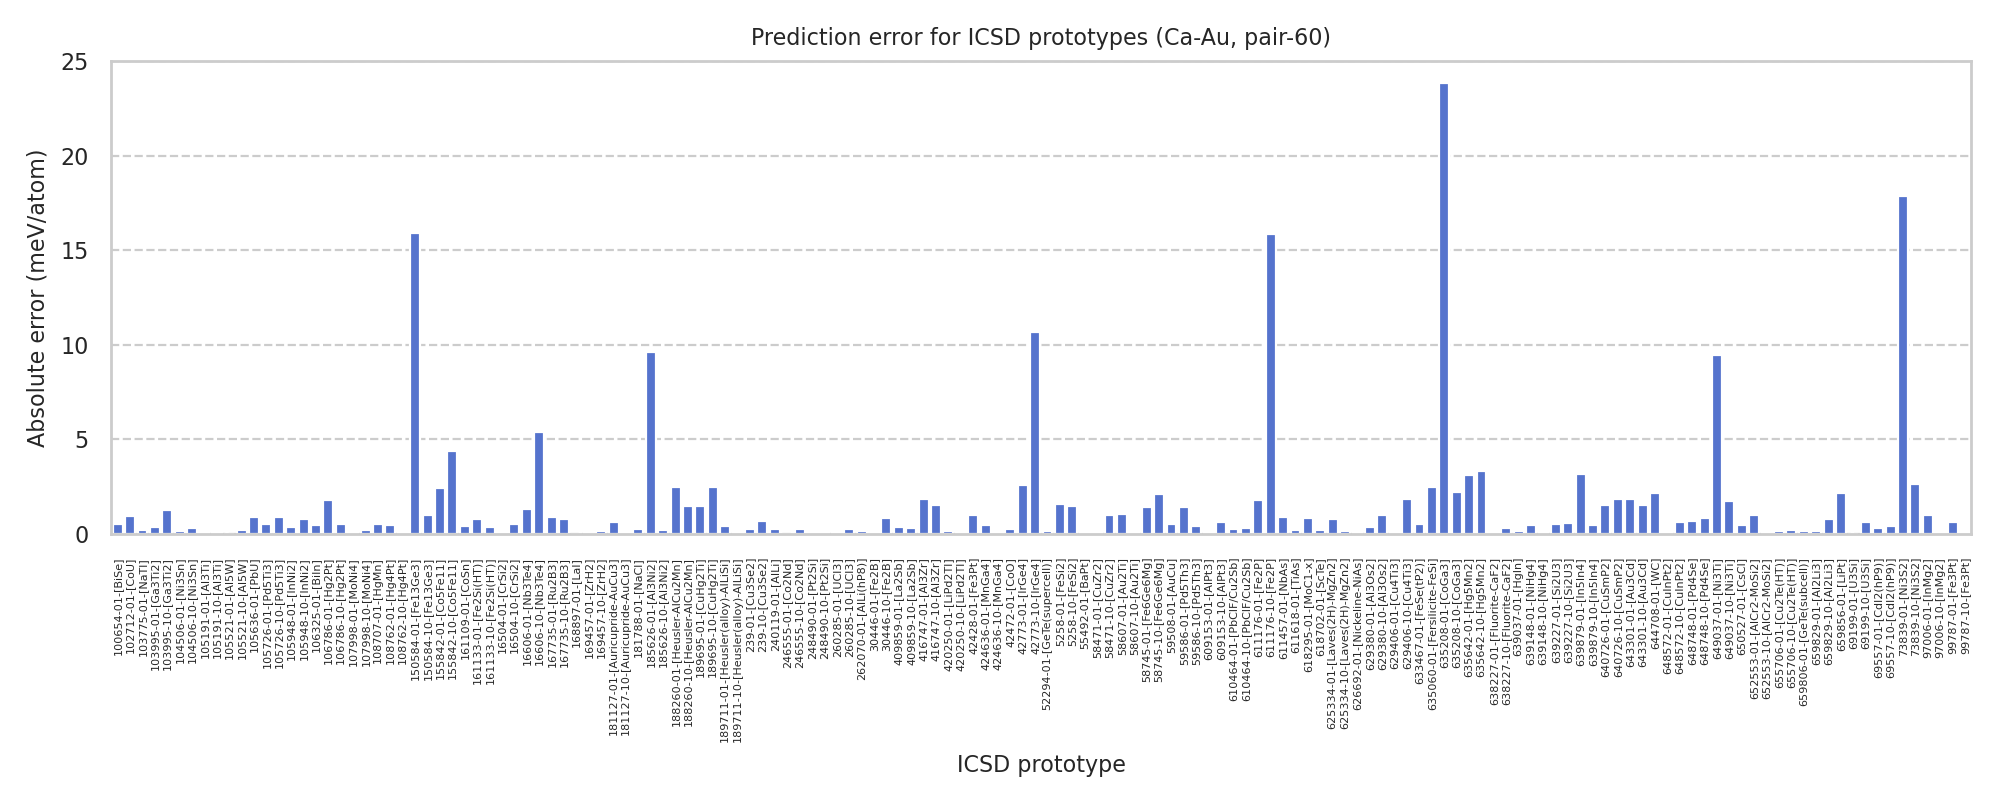 Prediction error for ICSD prototypes (Ca-Au, pair-60)
Absolute error (meV/atom)
25
20
15
10
5
0
100654-01-[BiSe]
102712-01-[CoU]
103775-01-[NaTl]
103995-01-[Ga3Ti2]
103995-10-[Ga3Ti2]
104506-01-[Ni3Sn]
104506-10-[Ni3Sn]
105191-01-[Al3Ti]
105191-10-[Al3Ti]
105521-01-[Al5W]
105521-10-[Al5W]
105636-01-[PbU]
105726-01-[Pd5Ti3]
105726-10-[Pd5Ti3]
105948-01-[InNi2]
105948-10-[InNi2]
106325-01-[BiIn]
106786-01-[Hg2Pt]
106786-10-[Hg2Pt]
107998-01-[MoNi4]
107998-10-[MoNi4]
108707-01-[HgMn]
108762-01-[Hg4Pt]
108762-10-[Hg4Pt]
150584-01-[Fe13Ge3]
150584-10-[Fe13Ge3]
155842-01-[Co5Fe11]
155842-10-[Co5Fe11]
161109-01-[CoSn]
161133-01-[Fe2Si(HT)]
161133-10-[Fe2Si(HT)]
16504-01-[CrSi2]
16504-10-[CrSi2]
16606-01-[Nb3Te4]
16606-10-[Nb3Te4]
167735-01-[Ru2B3]
167735-10-[Ru2B3]
168897-01-[LaI]
169457-01-[ZrH2]
169457-10-[ZrH2]
181127-01-[Auricupride-AuCu3]
181127-10-[Auricupride-AuCu3]
181788-01-[NaCl]
185626-01-[Al3Ni2]
185626-10-[Al3Ni2]
188260-01-[Heusler-AlCu2Mn]
188260-10-[Heusler-AlCu2Mn]
189695-01-[CuHg2Ti]
189695-10-[CuHg2Ti]
189711-01-[Heusler(alloy)-AlLiSi]
189711-10-[Heusler(alloy)-AlLiSi]
239-01-[Cu3Se2]
239-10-[Cu3Se2]
240119-01-[AlLi]
246555-01-[Co2Nd]
246555-10-[Co2Nd]
248490-01-[Pt2Si]
248490-10-[Pt2Si]
260285-01-[UCl3]
260285-10-[UCl3]
262070-01-[AlLi(hP8)]
30446-01-[Fe2B]
30446-10-[Fe2B]
409859-01-[La2Sb]
409859-10-[La2Sb]
416747-01-[Al3Zr]
416747-10-[Al3Zr]
420250-01-[LiPd2Tl]
420250-10-[LiPd2Tl]
42428-01-[Fe3Pt]
424636-01-[MnGa4]
424636-10-[MnGa4]
42472-01-[CoO]
42773-01-[Ir3Ge4]
42773-10-[Ir3Ge4]
52294-01-[GeTe(supercell)]
5258-01-[FeSi2]
5258-10-[FeSi2]
55492-01-[BaPt]
58471-01-[CuZr2]
58471-10-[CuZr2]
58607-01-[Au2Ti]
58607-10-[Au2Ti]
58745-01-[Fe6Ge6Mg]
58745-10-[Fe6Ge6Mg]
59508-01-[AuCu]
59586-01-[Pd5Th3]
59586-10-[Pd5Th3]
609153-01-[AlPt3]
609153-10-[AlPt3]
610464-01-[PbClF/Cu2Sb]
610464-10-[PbClF/Cu2Sb]
611176-01-[Fe2P]
611176-10-[Fe2P]
611457-01-[NbAs]
611618-01-[TiAs]
618295-01-[MoC1-x]
618702-01-[ScTe]
625334-01-[Laves(2H)-MgZn2]
625334-10-[Laves(2H)-MgZn2]
626692-01-[Nickeline-NiAs]
629380-01-[Al3Os2]
629380-10-[Al3Os2]
629406-01-[Cu4Ti3]
629406-10-[Cu4Ti3]
633467-01-[FeSe(tP2)]
635060-01-[Fersilicite-FeSi]
635208-01-[CoGa3]
635208-10-[CoGa3]
635642-01-[Hg5Mn2]
635642-10-[Hg5Mn2]
638227-01-[Fluorite-CaF2]
638227-10-[Fluorite-CaF2]
639037-01-[HgIn]
639148-01-[NiHg4]
639148-10-[NiHg4]
639227-01-[Si2U3]
639227-10-[Si2U3]
639879-01-[In5In4]
639879-10-[In5In4]
640726-01-[CuSmP2]
640726-10-[CuSmP2]
643301-01-[Au3Cd]
643301-10-[Au3Cd]
644708-01-[WC]
648572-01-[CuInPt2]
648572-10-[CuInPt2]
648748-01-[Pd4Se]
648748-10-[Pd4Se]
649037-01-[Ni3Ti]
649037-10-[Ni3Ti]
650527-01-[CsCl]
652553-01-[AlCr2-MoSi2]
652553-10-[AlCr2-MoSi2]
655706-01-[Cu2Te(HT)]
655706-10-[Cu2Te(HT)]
659806-01-[GeTe(subcell)]
659829-01-[Al2Li3]
659829-10-[Al2Li3]
659856-01-[LiPt]
69199-01-[U3Si]
69199-10-[U3Si]
69557-01-[CdI2(hP9)]
69557-10-[CdI2(hP9)]
73839-01-[Ni3S2]
73839-10-[Ni3S2]
97006-01-[InMg2]
97006-10-[InMg2]
99787-01-[Fe3Pt]
99787-10-[Fe3Pt]
ICSD prototype